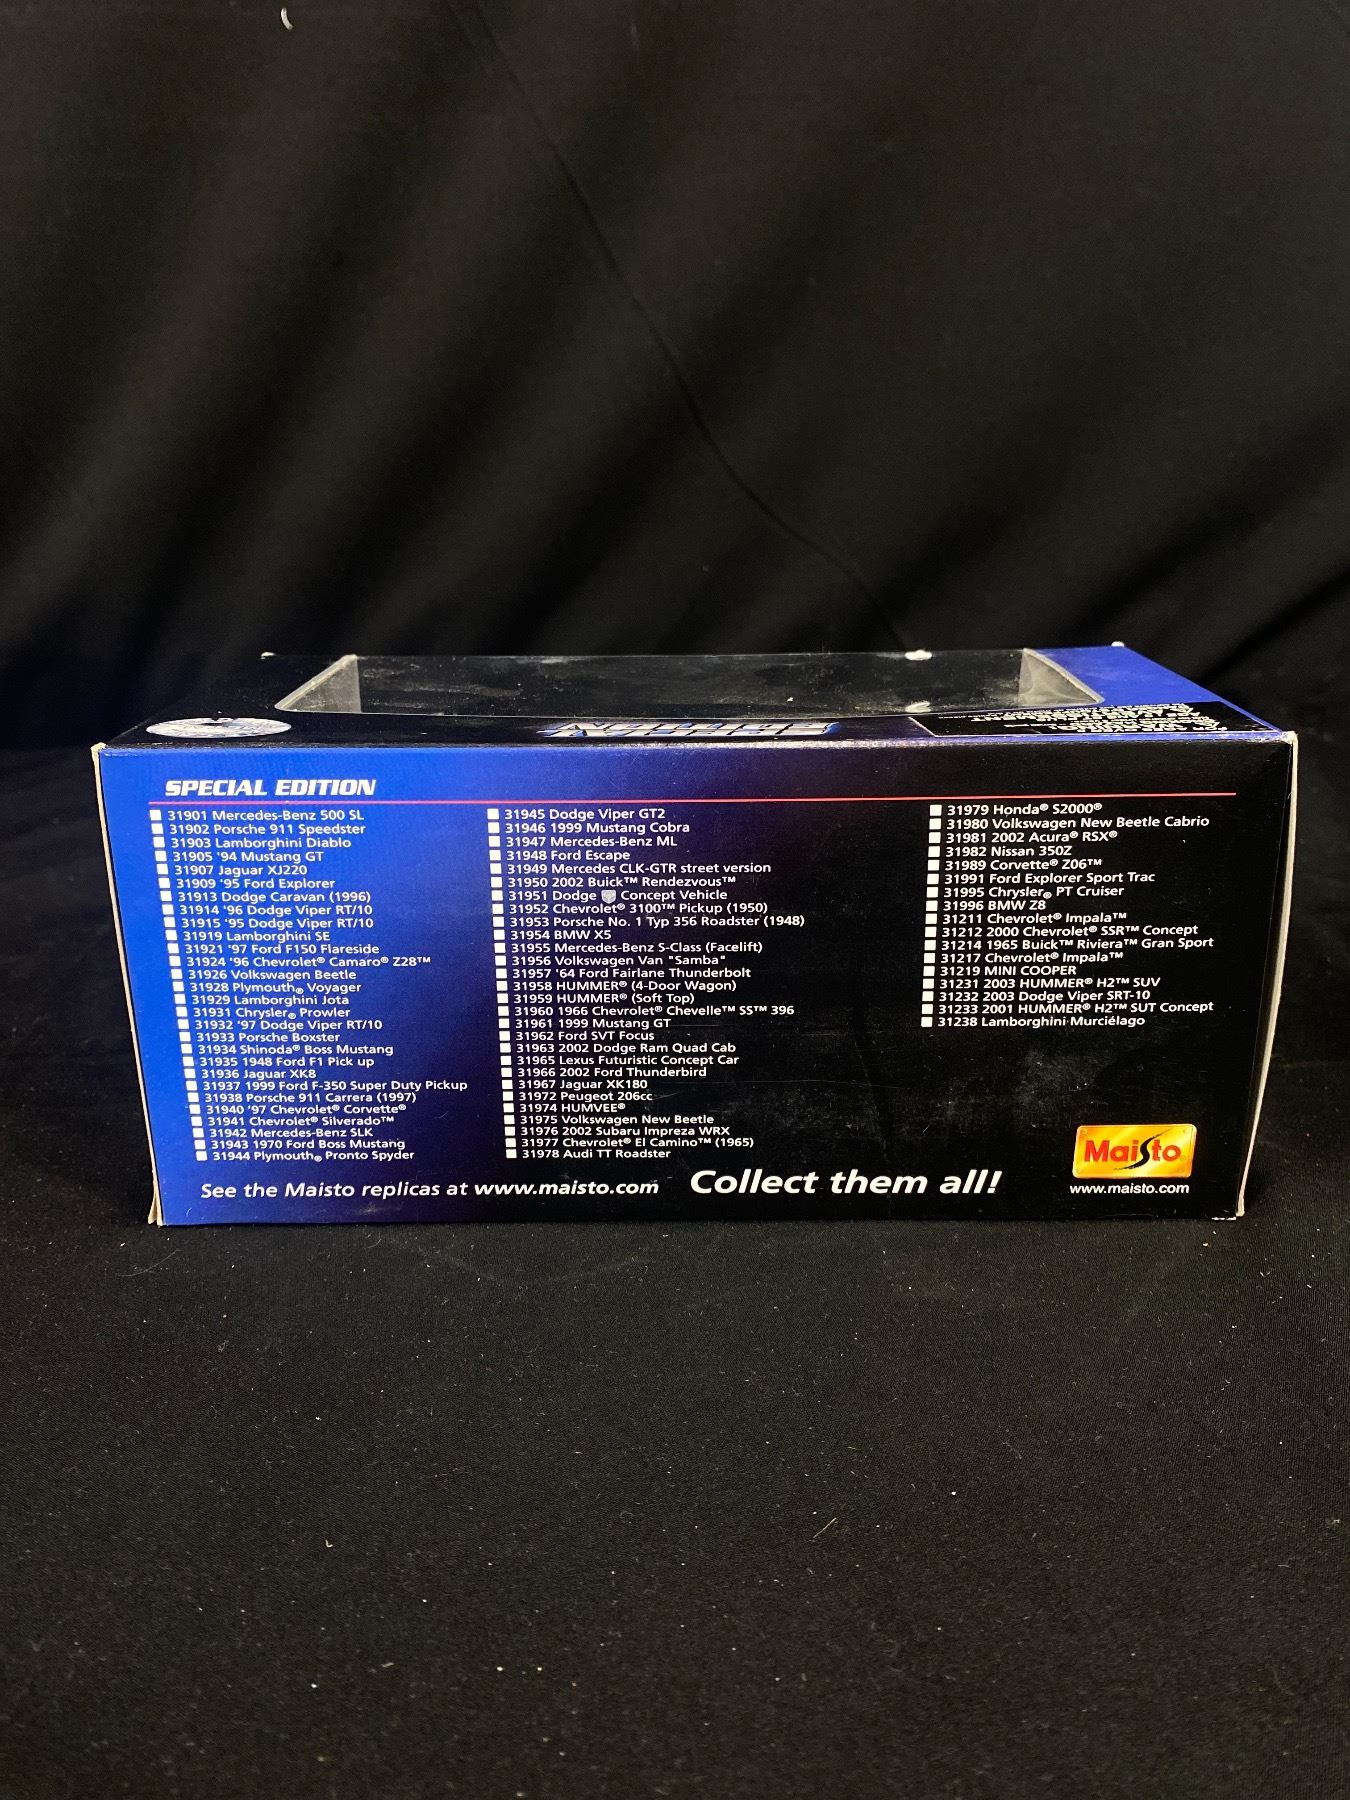 SPECIAL EDITION
31901 Mercedes-Benz 500 SL
31902 Porsche 911 Speedster
31903 Lamborghini Diablo
31905 '94 Mustang GT
31907 Jaguar XJ220
31909 '95 Ford Explorer
31913 Dodge Caravan (1996)
31914 '96 Dodge Viper RT/10
31915 '95 Dodge Viper RT/10
31919 Lamborghini SE
31921 '97 Ford F150 Flareside
31924 '96 Chevrolet® Camaro® Z28™
31926 Volkswagen Beetle
31928 Plymouth® Voyager
31929 Lamborghini Jota
31931 Chrysler® Prowler
31932 '97 Dodge Viper RT/10
31933 Porsche Boxster
31934 Shinoda® Boss Mustang
31935 1948 Ford F1 Pick up
31936 Jaguar XK8
31937 1999 Ford F-350 Super Duty Pickup
31938 Porsche 911 Carrera (1997)
31940 '97 Chevrolet® Corvette®
31941 Chevrolet® Silverado™
31942 Mercedes-Benz SLK
31943 1970 Ford Boss Mustang
31944 Plymouth® Pronto Spyder
31945 Dodge Viper GT2
31946 1999 Mustang Cobra
31947 Mercedes-Benz ML
31948 Ford Escape
31949 Mercedes CLK-GTR street version
31950 2002 Buick™ Rendezvous™
31951 Dodge Concept Vehicle
31952 Chevrolet® 3100™ Pickup (1950)
31953 Porsche No. 1 Typ 356 Roadster (1948)
31954 BMW X5
31955 Mercedes-Benz S-Class (Facelift)
31956 Volkswagen Van "Samba"
31957 '64 Ford Fairlane Thunderbolt
31958 HUMMER® (4-Door Wagon)
31959 HUMMER® (Soft Top)
31960 1966 Chevrolet® Chevelle™ SS™ 396
31961 1999 Mustang GT
31962 Ford SVT Focus
31963 2002 Dodge Ram Quad Cab
31965 Lexus Futuristic Concept Car
31966 2002 Ford Thunderbird
31967 Jaguar XK180
31972 Peugeot 206cc
31974 HUMVEE®
31975 Volkswagen New Beetle
31976 2002 Subaru Impreza WRX
31977 Chevrolet® El Camino™ (1965)
31978 Audi TT Roadster
31979 Honda® S2000®
31980 Volkswagen New Beetle Cabrio
31981 2002 Acura® RSX®
31982 Nissan 350Z
31989 Corvette® Z06™
31991 Ford Explorer Sport Trac
31995 Chrysler® PT Cruiser
31996 BMW Z8
31211 Chevrolet® Impala™
31212 2000 Chevrolet® SSR™ Concept
31214 1965 Buick™ Riviera™ Gran Sport
31217 Chevrolet® Impala™
31219 MINI COOPER
31231 2003 HUMMER® H2™ SUV
31232 2003 Dodge Viper SRT-10
31233 2001 HUMMER® H2™ SUT Concept
31238 Lamborghini Murciélago
See the Maisto replicas at www.maisto.com
Collect them all!
Maisto
www.maisto.com